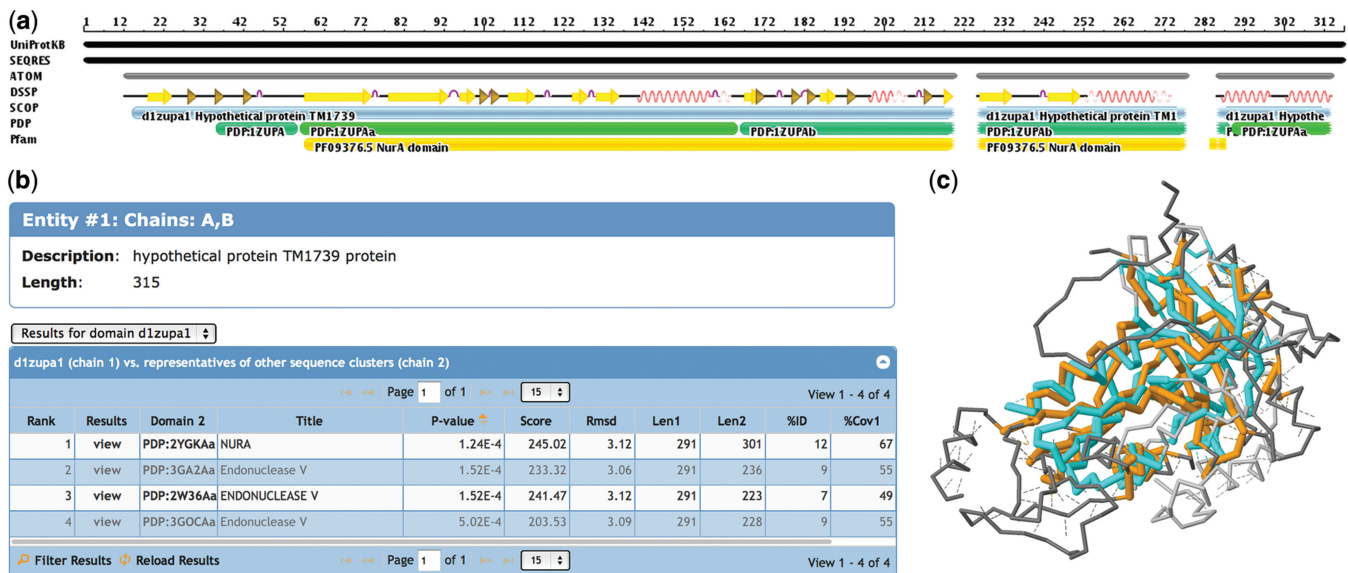 (a)
1 12 22 32 42 52 58 72 82 92 102 112 122 132 142 152 162 172 182 192 202 212 222 232 242 252 262 272 282 292 302 312
UniProtKB
SEQRES
ATOM
DSSP
SCOP d1zupa1 Hypothetical protein TM1739 d1zupa1 Hypothetical protein TM1 d1zupa1 Hypothe
PDP PDP:1ZUPA PDP:1ZUPAa PDP:1ZUPAb PDP:1ZUPAb P PDP:1ZUPAa
Pfam PF09376.5 NurA domain PF09376.5 NurA domain
(b)
Entity #1: Chains: A,B
Description: hypothetical protein TM1739 protein
Length: 315
Results for domain d1zupa1
d1zupa1 (chain 1) vs. representatives of other sequence clusters (chain 2)
Page 1 of 1 15 View 1 - 4 of 4
Rank Results Domain 2 Title P-value Score Rmsd Len1 Len2 %ID %Cov1
1 view PDP:2YGKAa NURA 1.24E-4 245.02 3.12 291 301 12 67
2 view PDP:3GA2Aa Endonuclease V 1.52E-4 233.32 3.06 291 236 9 55
3 view PDP:2W36Aa ENDONUCLEASE V 1.52E-4 241.47 3.12 291 223 7 49
4 view PDP:3GOCAa Endonuclease V 5.02E-4 203.53 3.09 291 228 9 55
Filter Results Reload Results Page 1 of 1 15 View 1 - 4 of 4
(c)